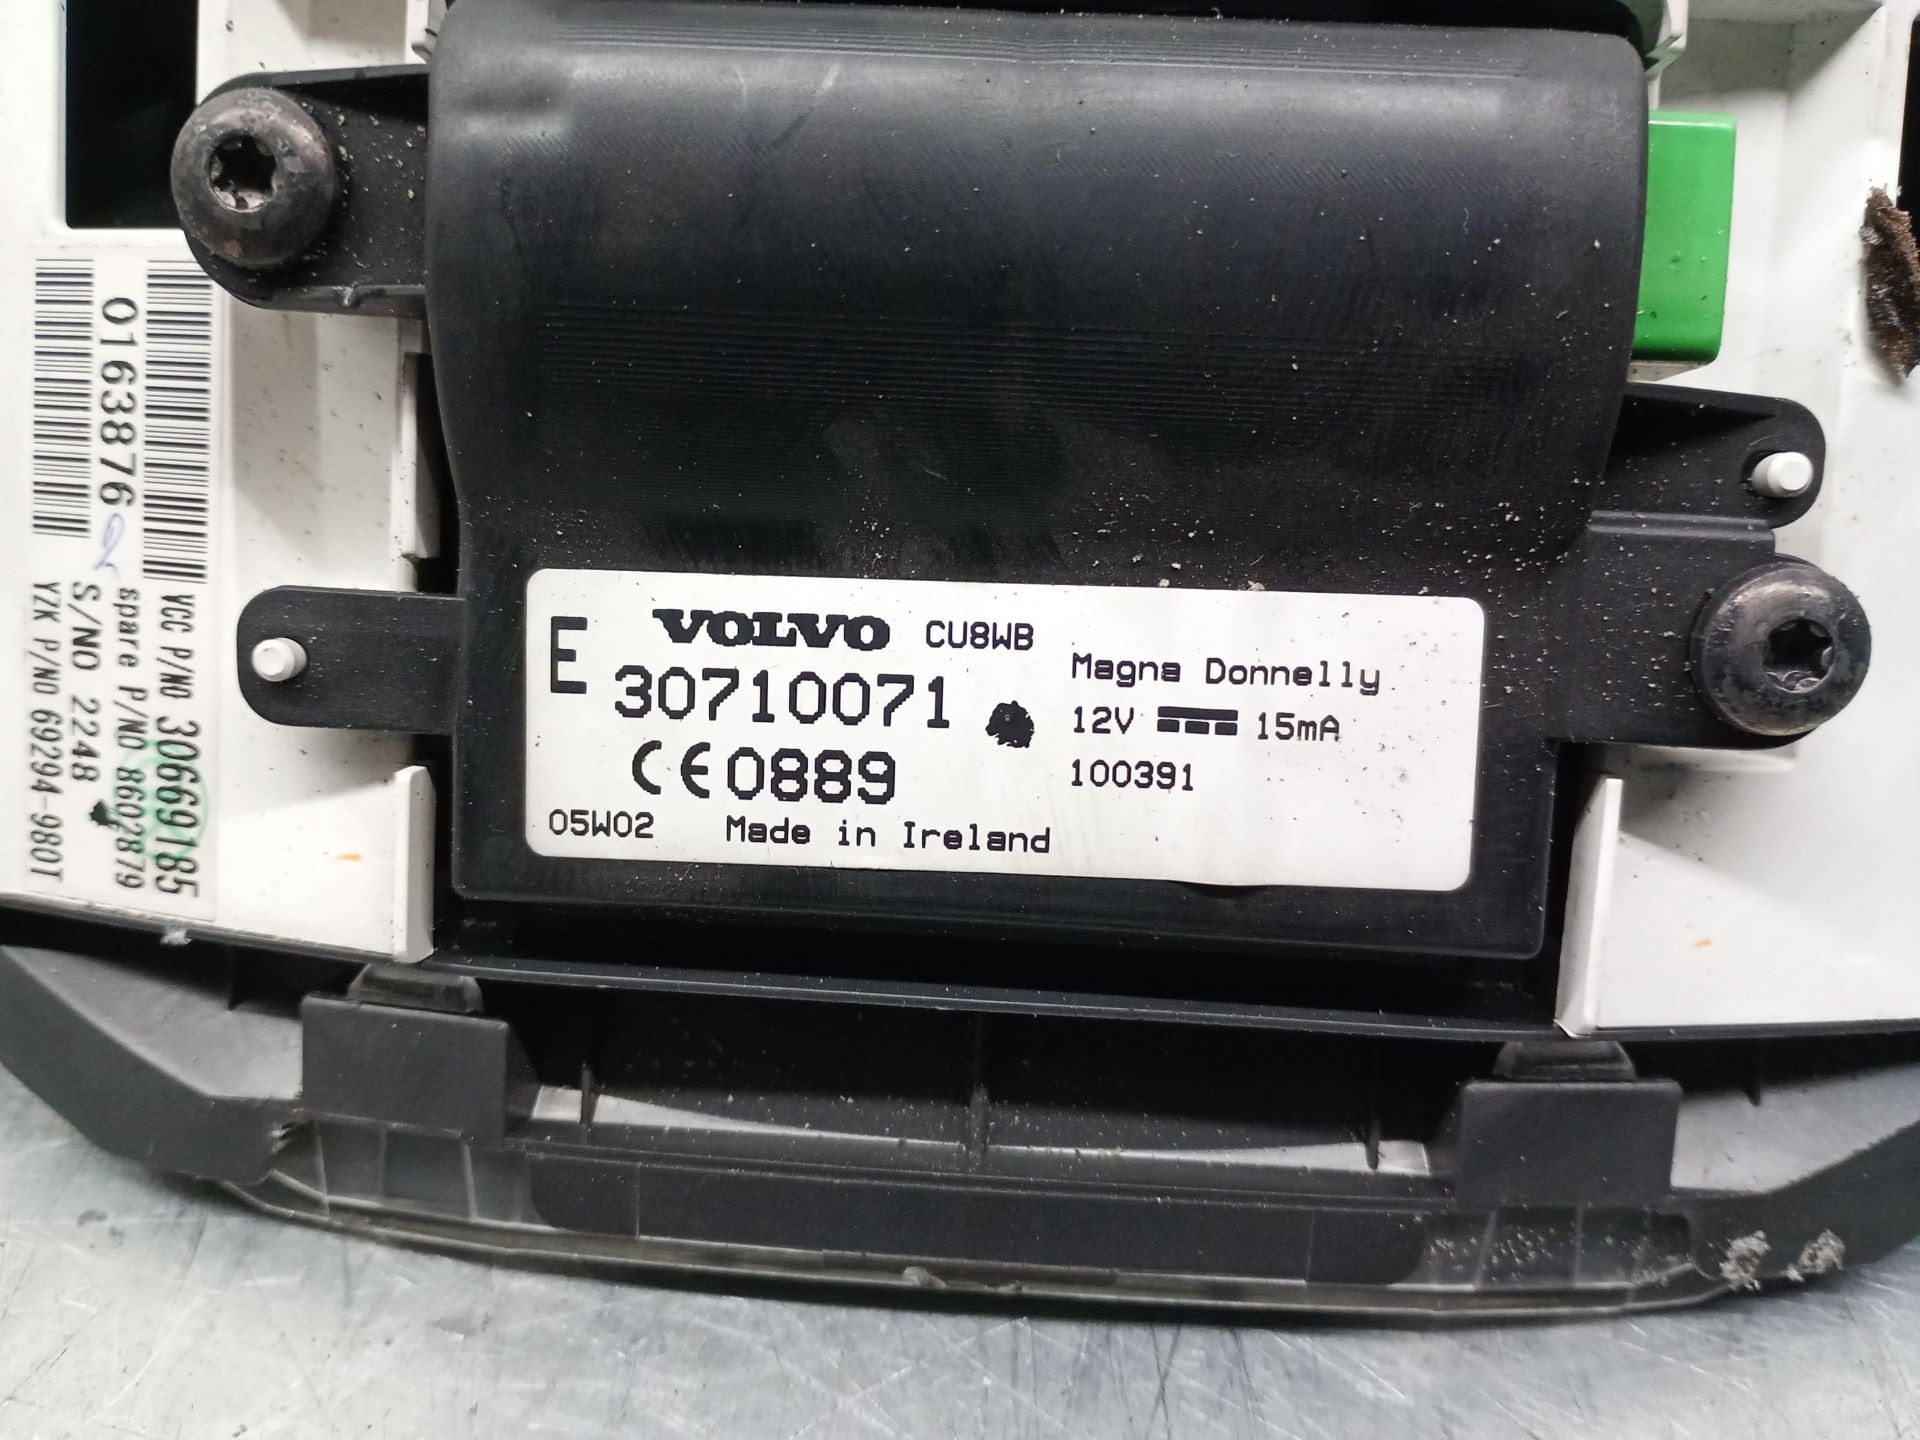 VCC P/NO 30669185
0163876
spare P/NO 8602879
S/NO 2248
YZK P/NO 69294-980T
E VOLVO CU8WB
30710071
CE0889
05W02 Made in Ireland
Magna Donnelly
12V 15mA
100391